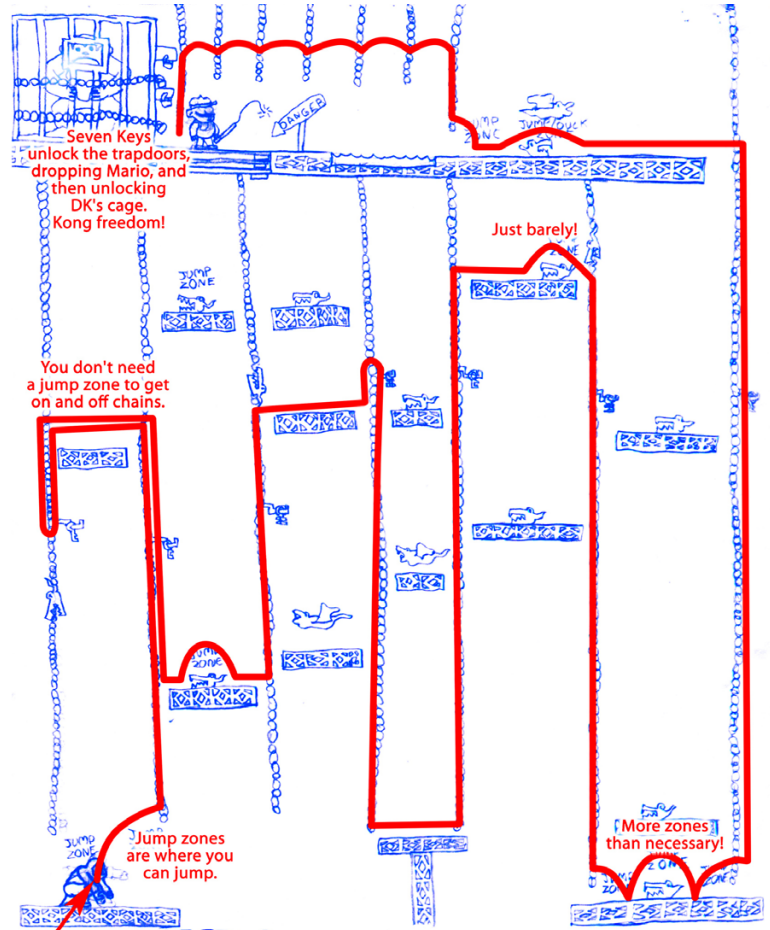 DANGER
JUMP
ZONE
JUMP/DUCK
Seven Keys
unlock the trapdoors,
dropping Mario, and
then unlocking
DK's cage.
Kong freedom!
Just barely!
JUMP
ZONE
You don't need
a jump zone to get
on and off chains.
JUMP
ZONE
More zones
than necessary!
Jump zones
are where you
can jump.
JUMP
ZONE